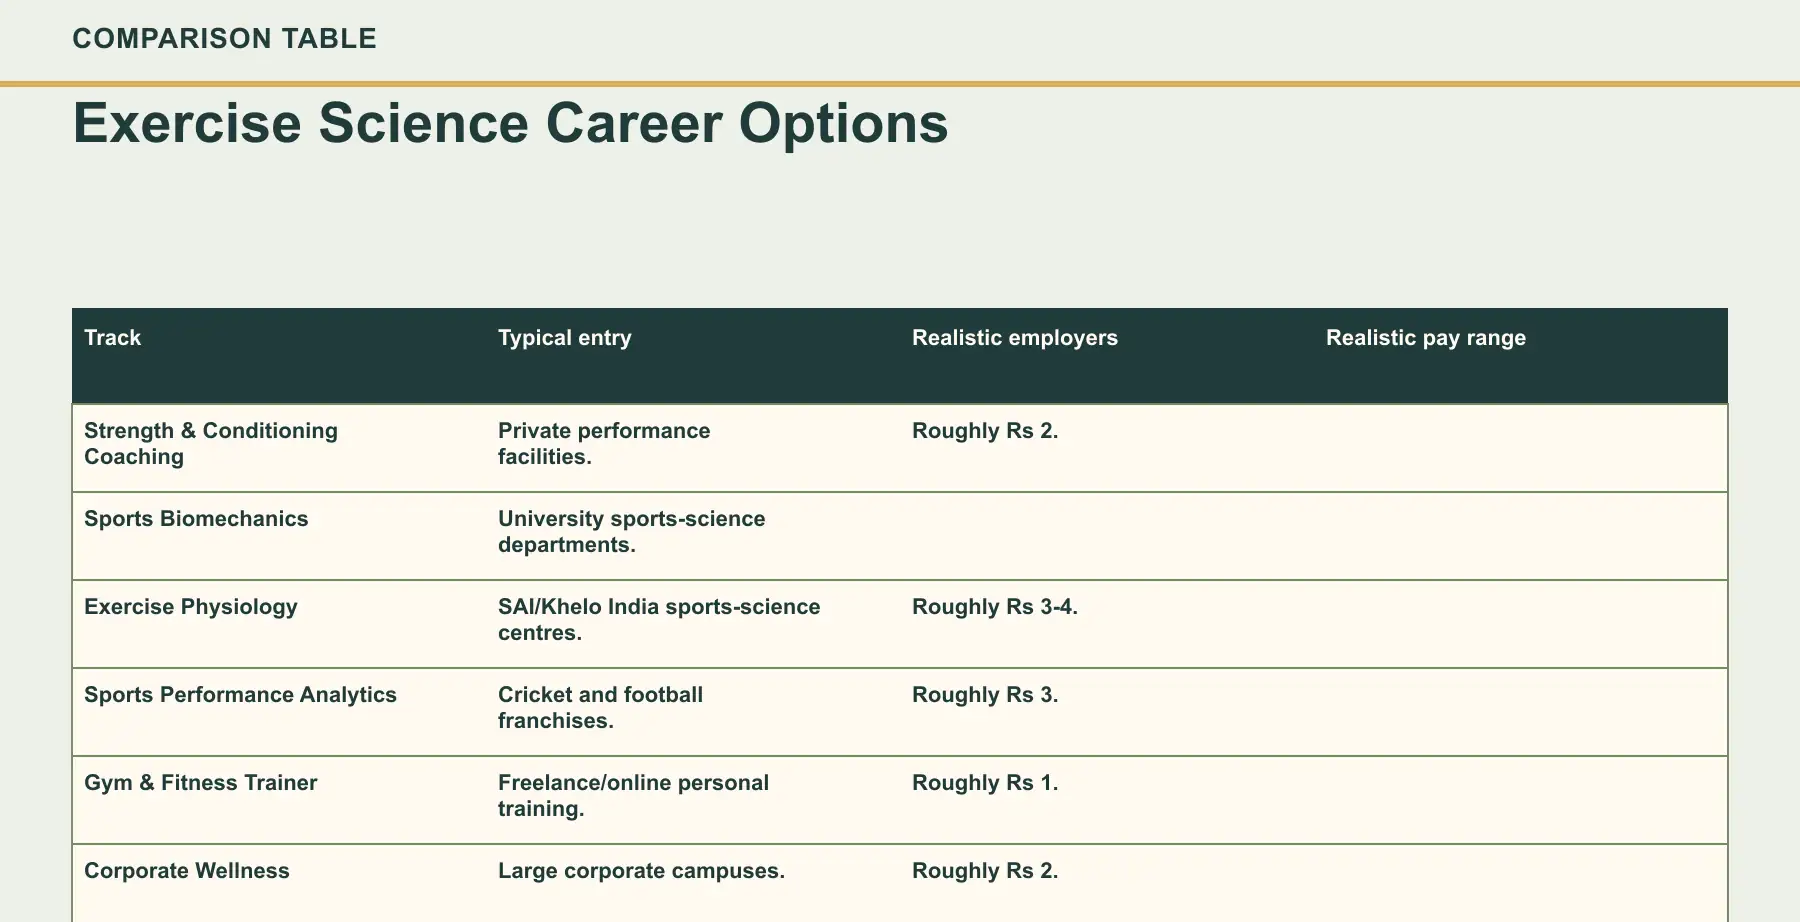 COMPARISON TABLE
Exercise Science Career Options
Track Typical entry Realistic employers Realistic pay range
Strength & Conditioning Private performance Roughly Rs 2.
Coaching facilities.
Sports Biomechanics University sports-science
departments.
Exercise Physiology SAI/Khelo India sports-science Roughly Rs 3-4.
centres.
Sports Performance Analytics Cricket and football Roughly Rs 3.
franchises.
Gym & Fitness Trainer Freelance/online personal Roughly Rs 1.
training.
Corporate Wellness Large corporate campuses. Roughly Rs 2.